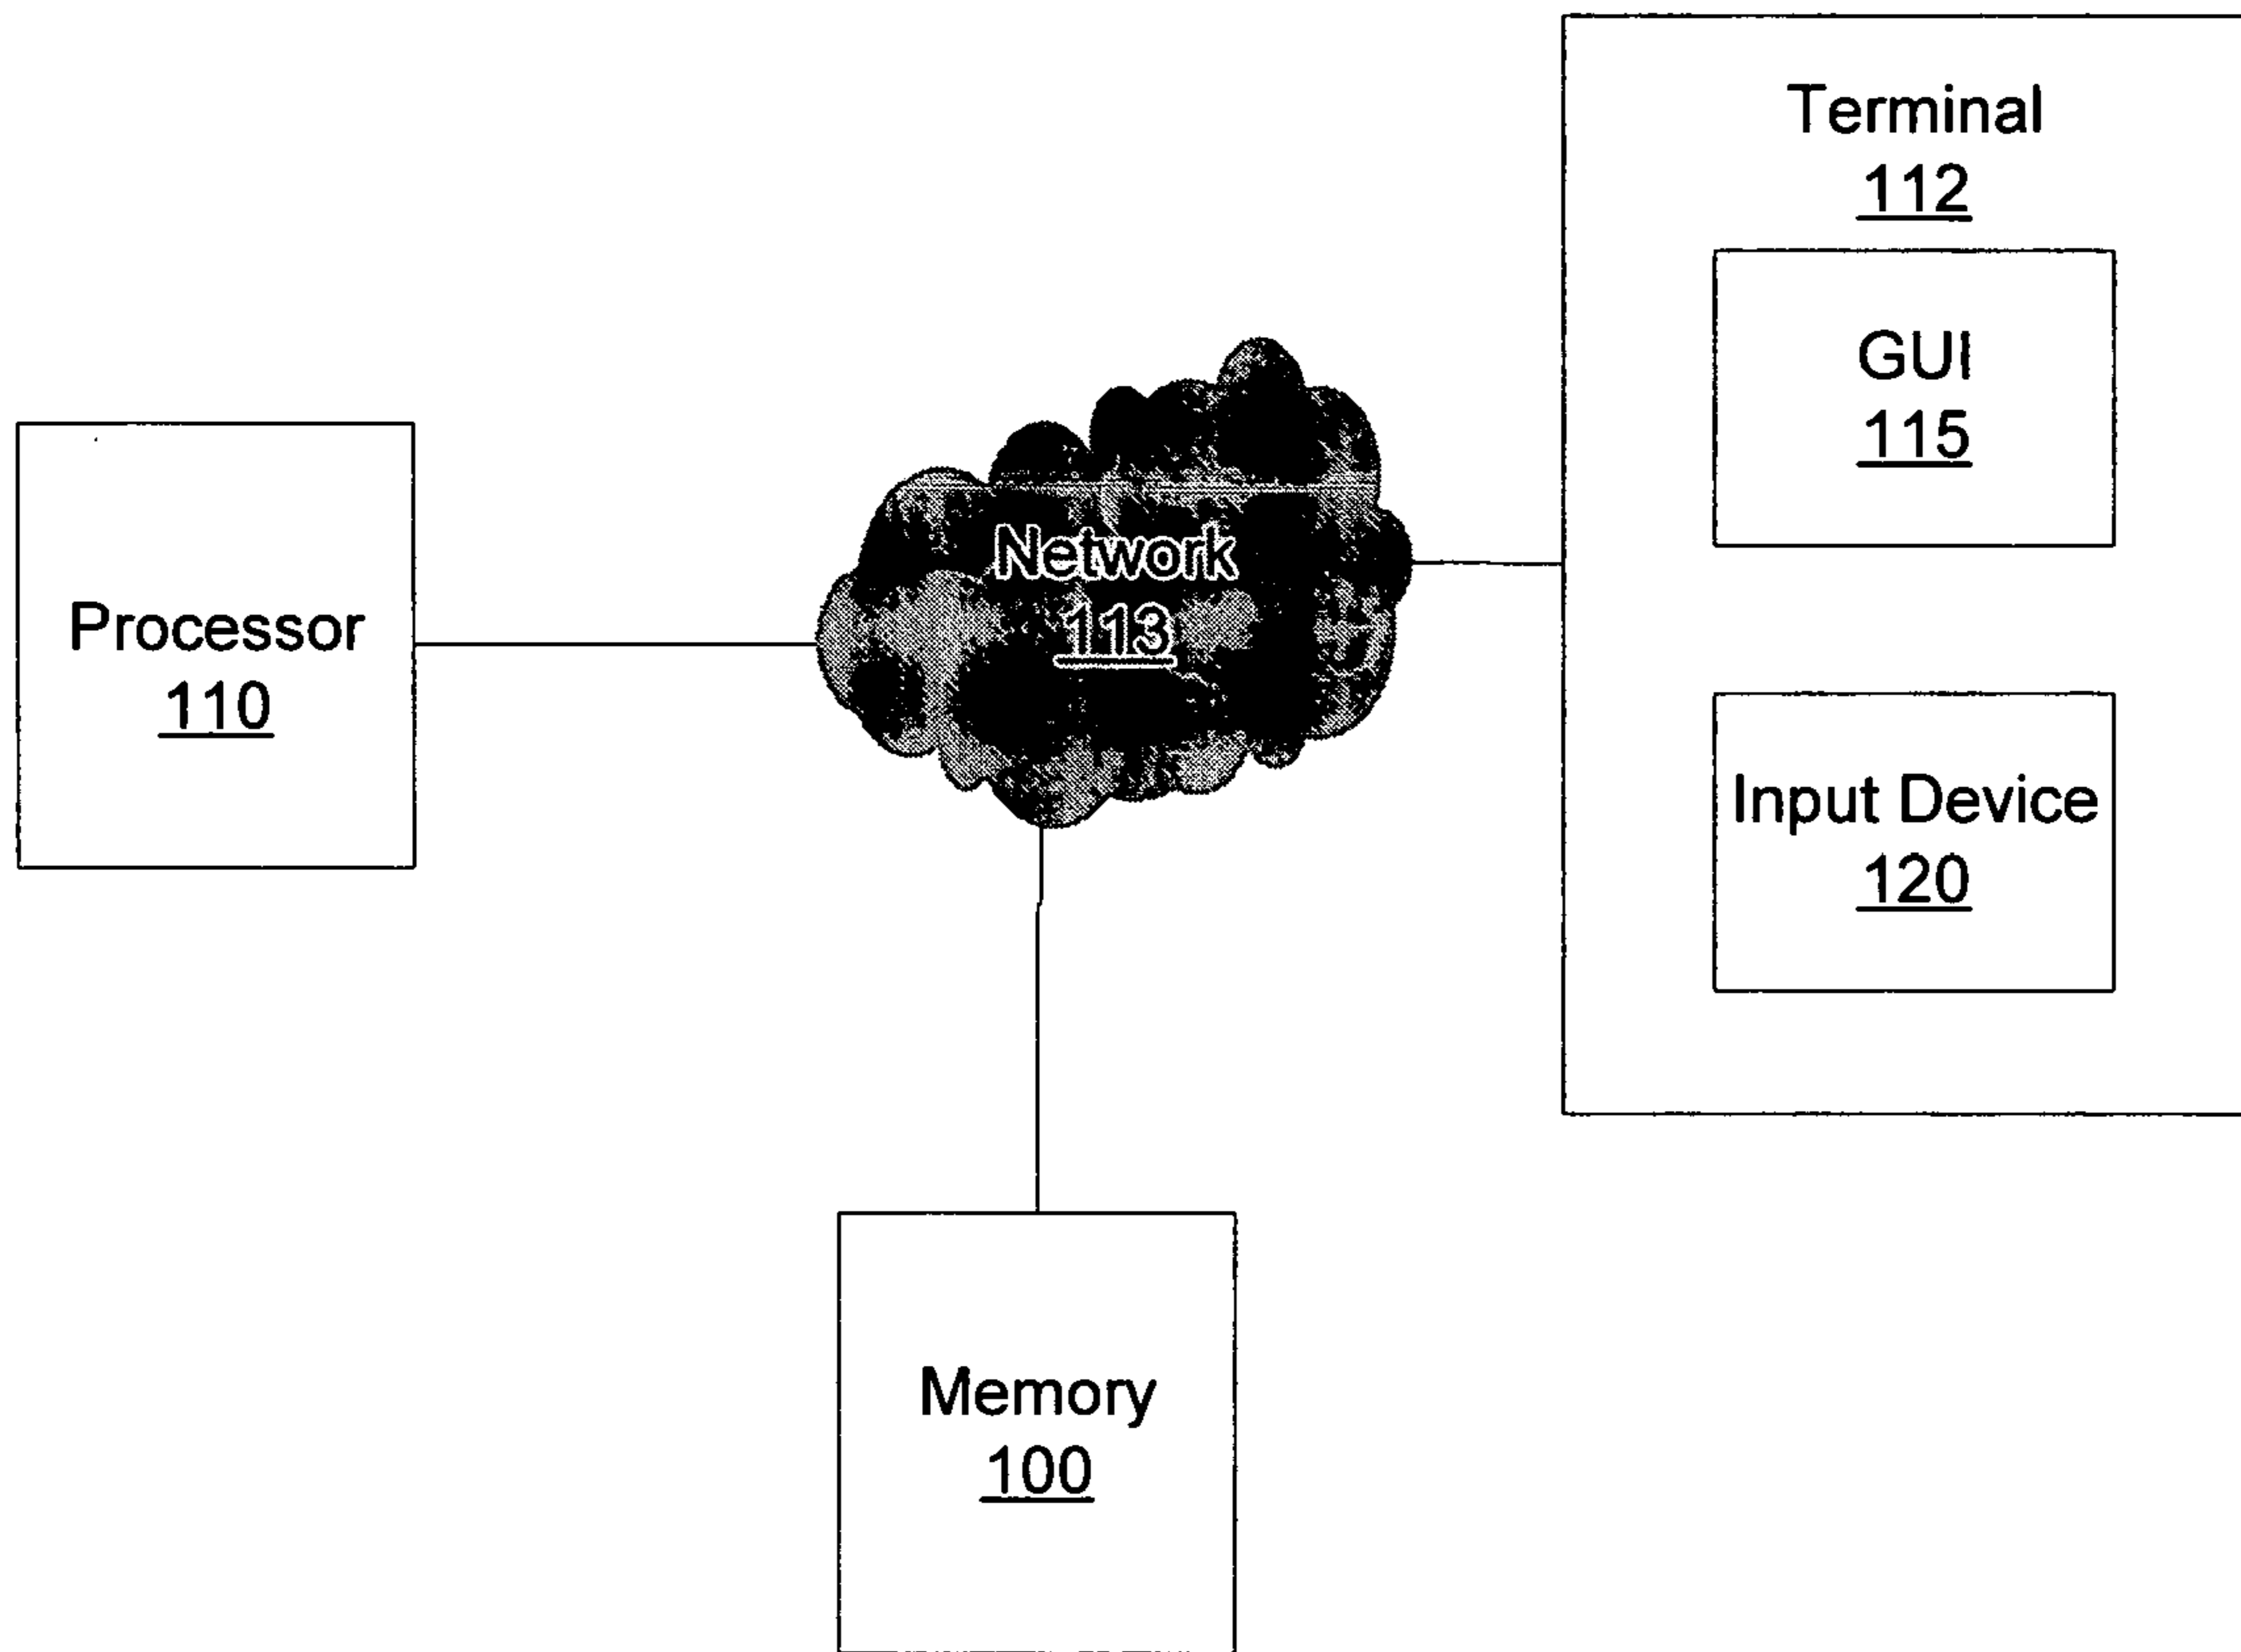 Terminal
112
GUI
115
Network
113
Processor
110
Input Device
120
Memory
100